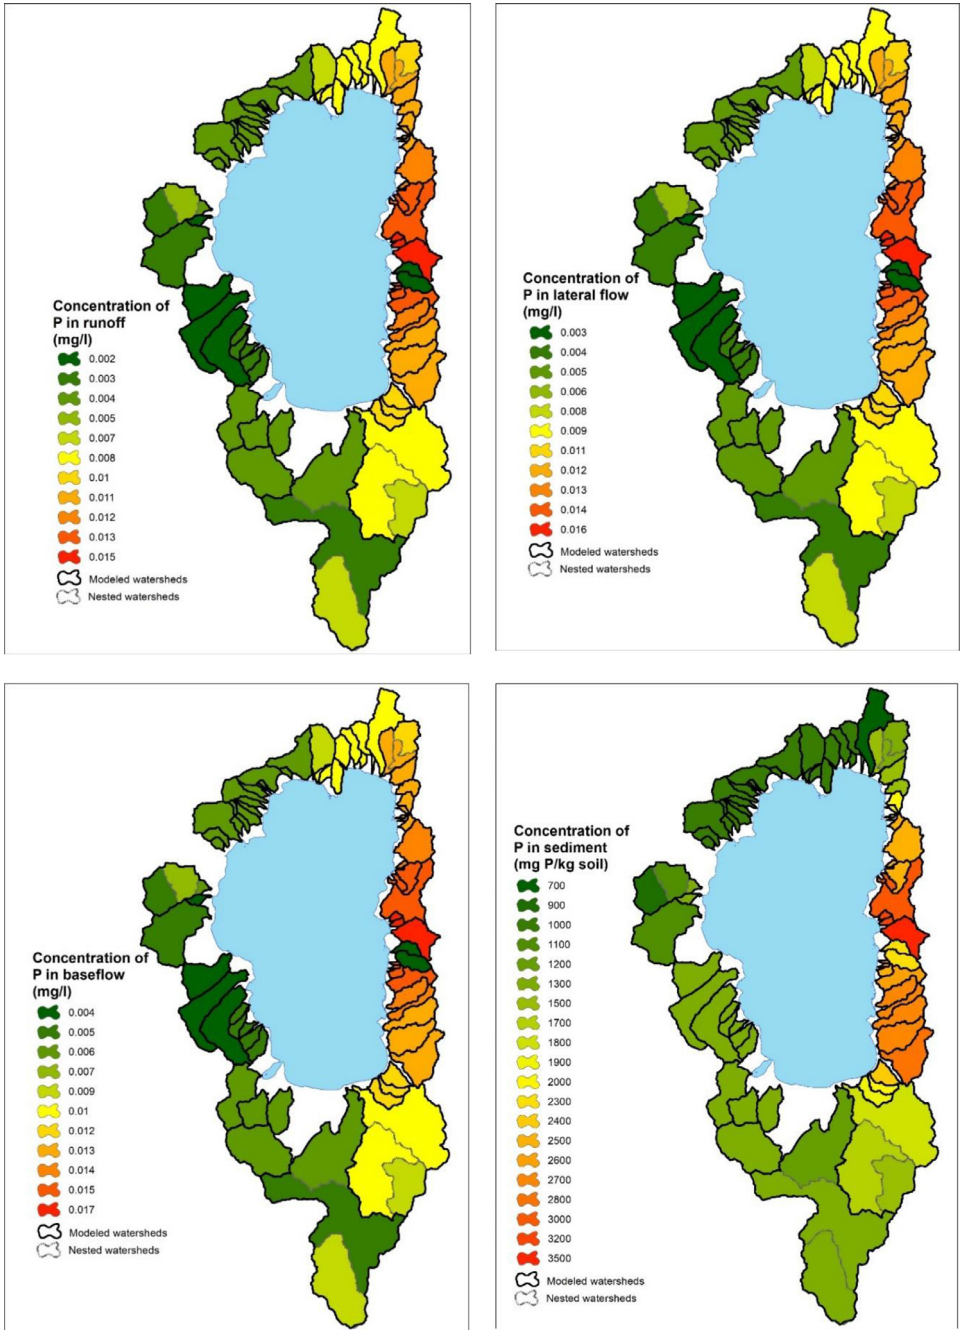 Concentration of
P in runoff
(mg/l)
0.002
0.003
0.004
0.005
0.007
0.008
0.01
0.011
0.012
0.013
0.015
Modeled watersheds
Nested watersheds
Concentration of
P in lateral flow
(mg/l)
0.003
0.004
0.005
0.006
0.008
0.009
0.011
0.012
0.013
0.014
0.016
Modeled watersheds
Nested watersheds
Concentration of
P in baseflow
(mg/l)
0.004
0.005
0.006
0.007
0.009
0.01
0.012
0.013
0.014
0.015
0.017
Modeled watersheds
Nested watersheds
Concentration of
P in sediment
(mg P/kg soil)
700
900
1000
1100
1200
1300
1500
1700
1800
1900
2000
2300
2400
2500
2600
2700
2800
3000
3200
3500
Modeled watersheds
Nested watersheds